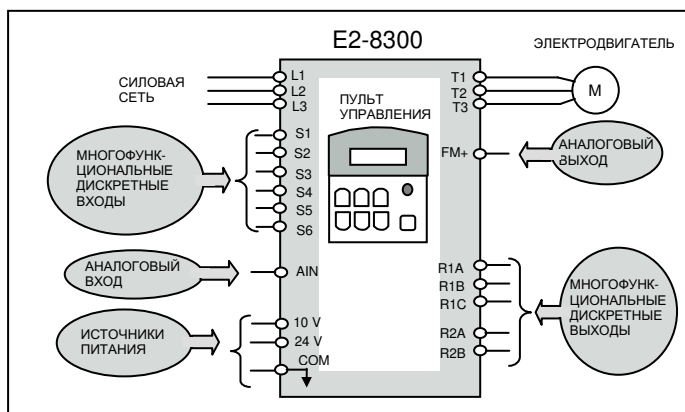 E2-8300
ЭЛЕКТРОДВИГАТЕЛЬ
СИЛОВАЯ
СЕТЬ
L1
L2
L3
ПУЛЬТ
УПРАВЛЕНИЯ
T1
T2
T3
M
МНОГОФУНК-
ЦИОНАЛЬНЫЕ
ДИСКРЕТНЫЕ
ВХОДЫ
S1
S2
S3
S4
S5
S6
FM+
АНАЛОГОВЫЙ
ВЫХОД
АНАЛОГОВЫЙ
ВХОД
AIN
R1A
R1B
R1C
R2A
R2B
МНОГОФУНК-
ЦИОНАЛЬНЫЕ
ДИСКРЕТНЫЕ
ВЫХОДЫ
ИСТОЧНИКИ
ПИТАНИЯ
10 V
24 V
COM